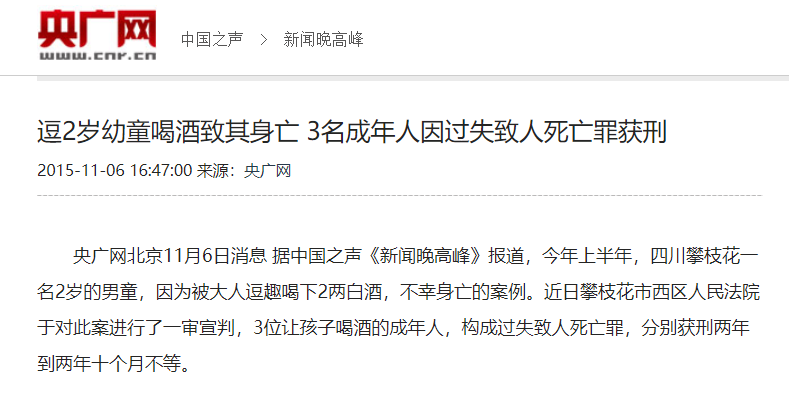 央广网
www.cnr.cn
中国之声 > 新闻晚高峰
逗2岁幼童喝酒致其身亡 3名成年人因过失致人死亡罪获刑
2015-11-06 16:47:00 来源：央广网
央广网北京11月6日消息 据中国之声《新闻晚高峰》报道，今年上半年，四川攀枝花一
名2岁的男童，因为被大人逗趣喝下2两白酒，不幸身亡的案例。近日攀枝花市西区人民法院
于对此案进行了一审宣判，3位让孩子喝酒的成年人，构成过失致人死亡罪，分别获刑两年
到两年十个月不等。